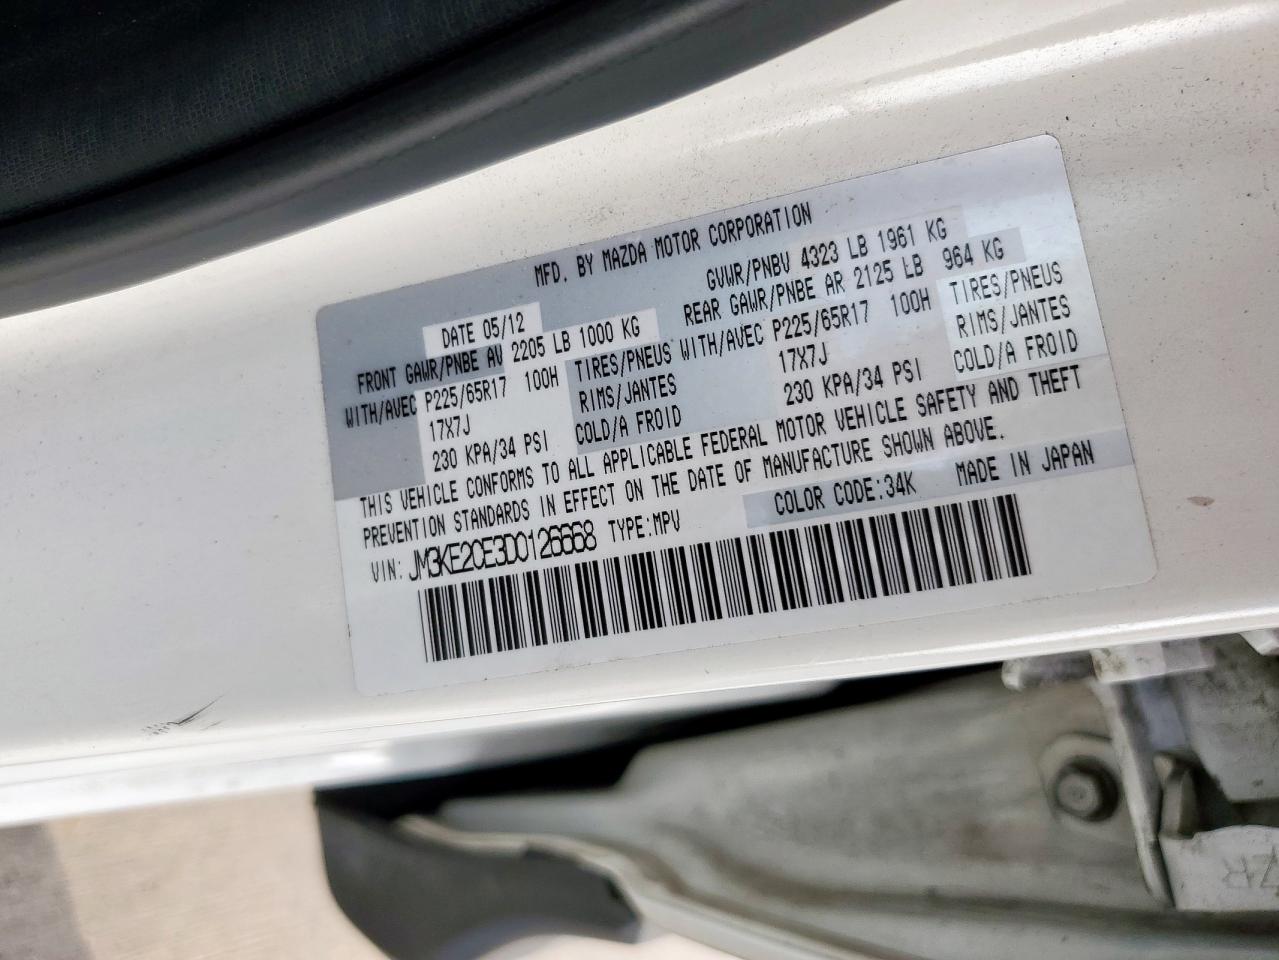 MFD. BY MAZDA MOTOR CORPORATION
DATE 05/12 GVWR/PNBV 4323 LB 1961 KG
FRONT GAWR/PNBE AV 2205 LB 1000 KG REAR GAWR/PNBE AR 2125 LB 964 KG
WITH/AVEC P225/65R17 100H TIRES/PNEUS WITH/AVEC P225/65R17 100H TIRES/PNEUS
17X7J RIMS/JANTES 17X7J RIMS/JANTES
230 KPA/34 PSI COLD/A FROID 230 KPA/34 PSI COLD/A FROID
THIS VEHICLE CONFORMS TO ALL APPLICABLE FEDERAL MOTOR VEHICLE SAFETY AND THEFT
PREVENTION STANDARDS IN EFFECT ON THE DATE OF MANUFACTURE SHOWN ABOVE.
VIN: JM3KE2CE3D0126668 TYPE:MPV COLOR CODE:34K MADE IN JAPAN